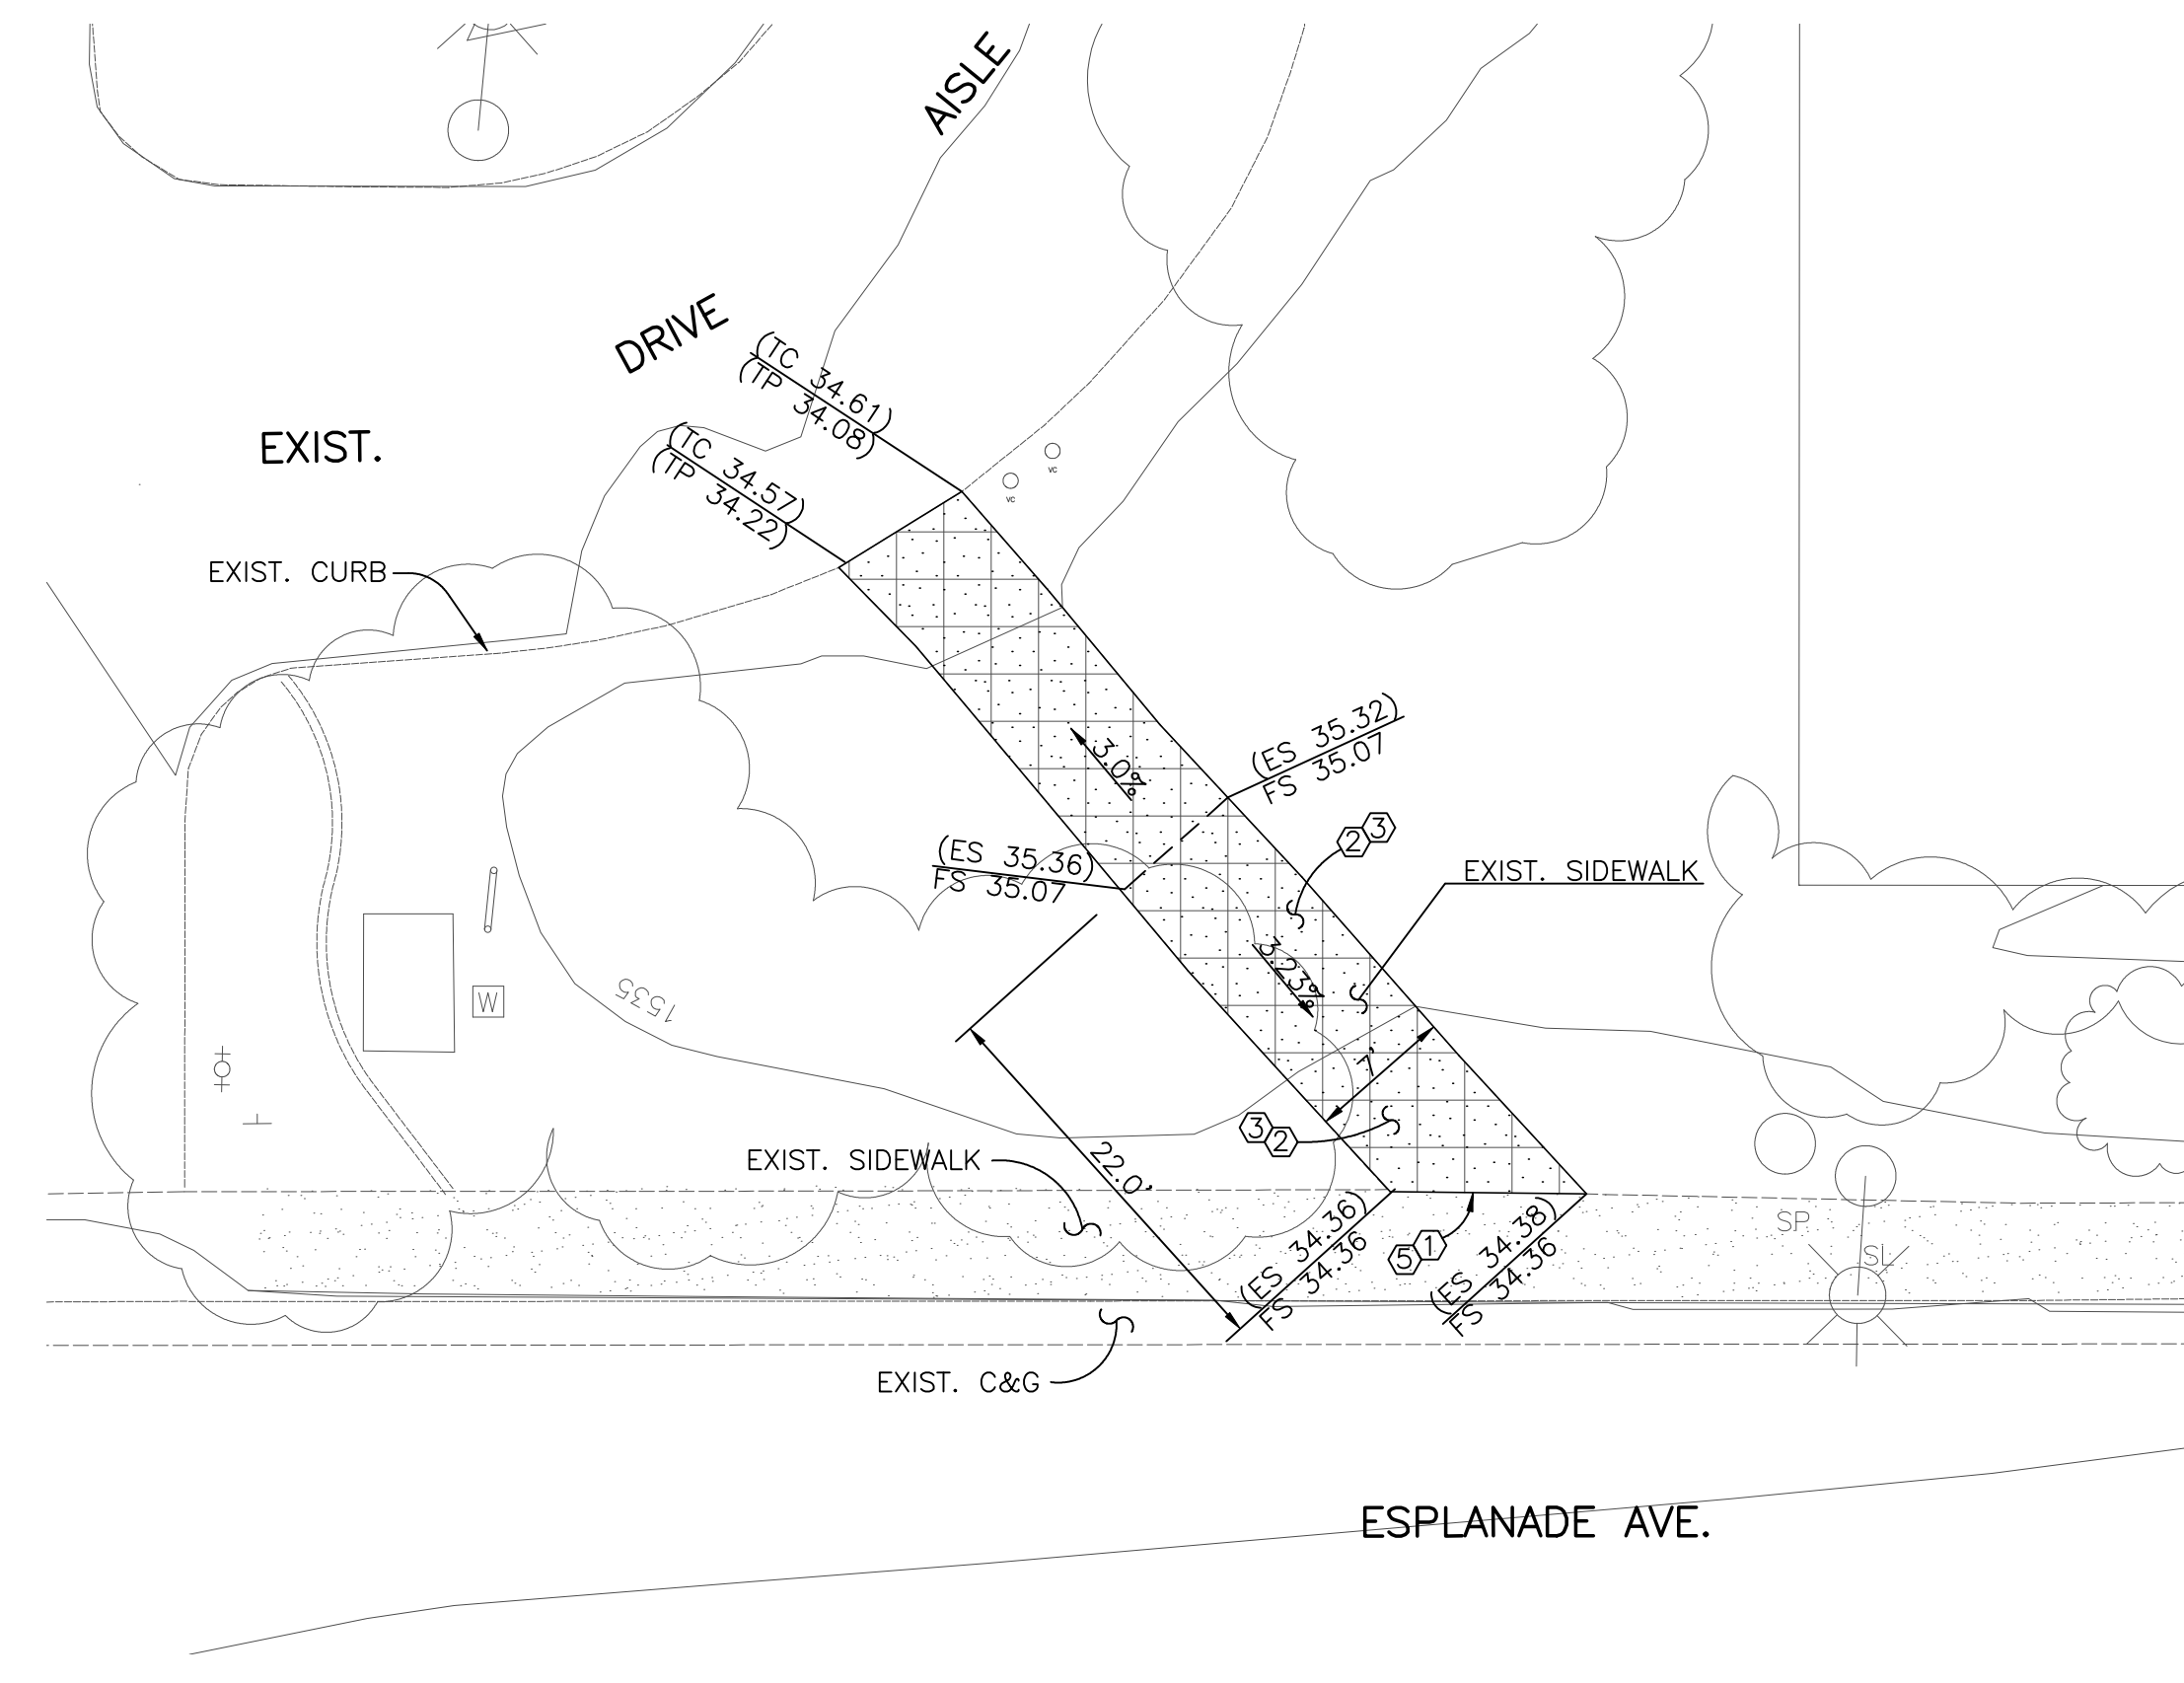 AISLE
DRIVE
(TC 34.61)
(TP 34.08)
EXIST.
(TC 34.57)
(TP 34.22)
VC
VC
EXIST. CURB
(ES 35.32)
FS 35.07
3.0%
2 3
(ES 35.36)
FS 35.07
EXIST. SIDEWALK
3.23%
W
1535
7'
3 2
EXIST. SIDEWALK
22.0'
(ES 34.36)
FS 34.36
5 1
(ES 34.38)
FS 34.36
SP
SL
EXIST. C&G
ESPLANADE AVE.